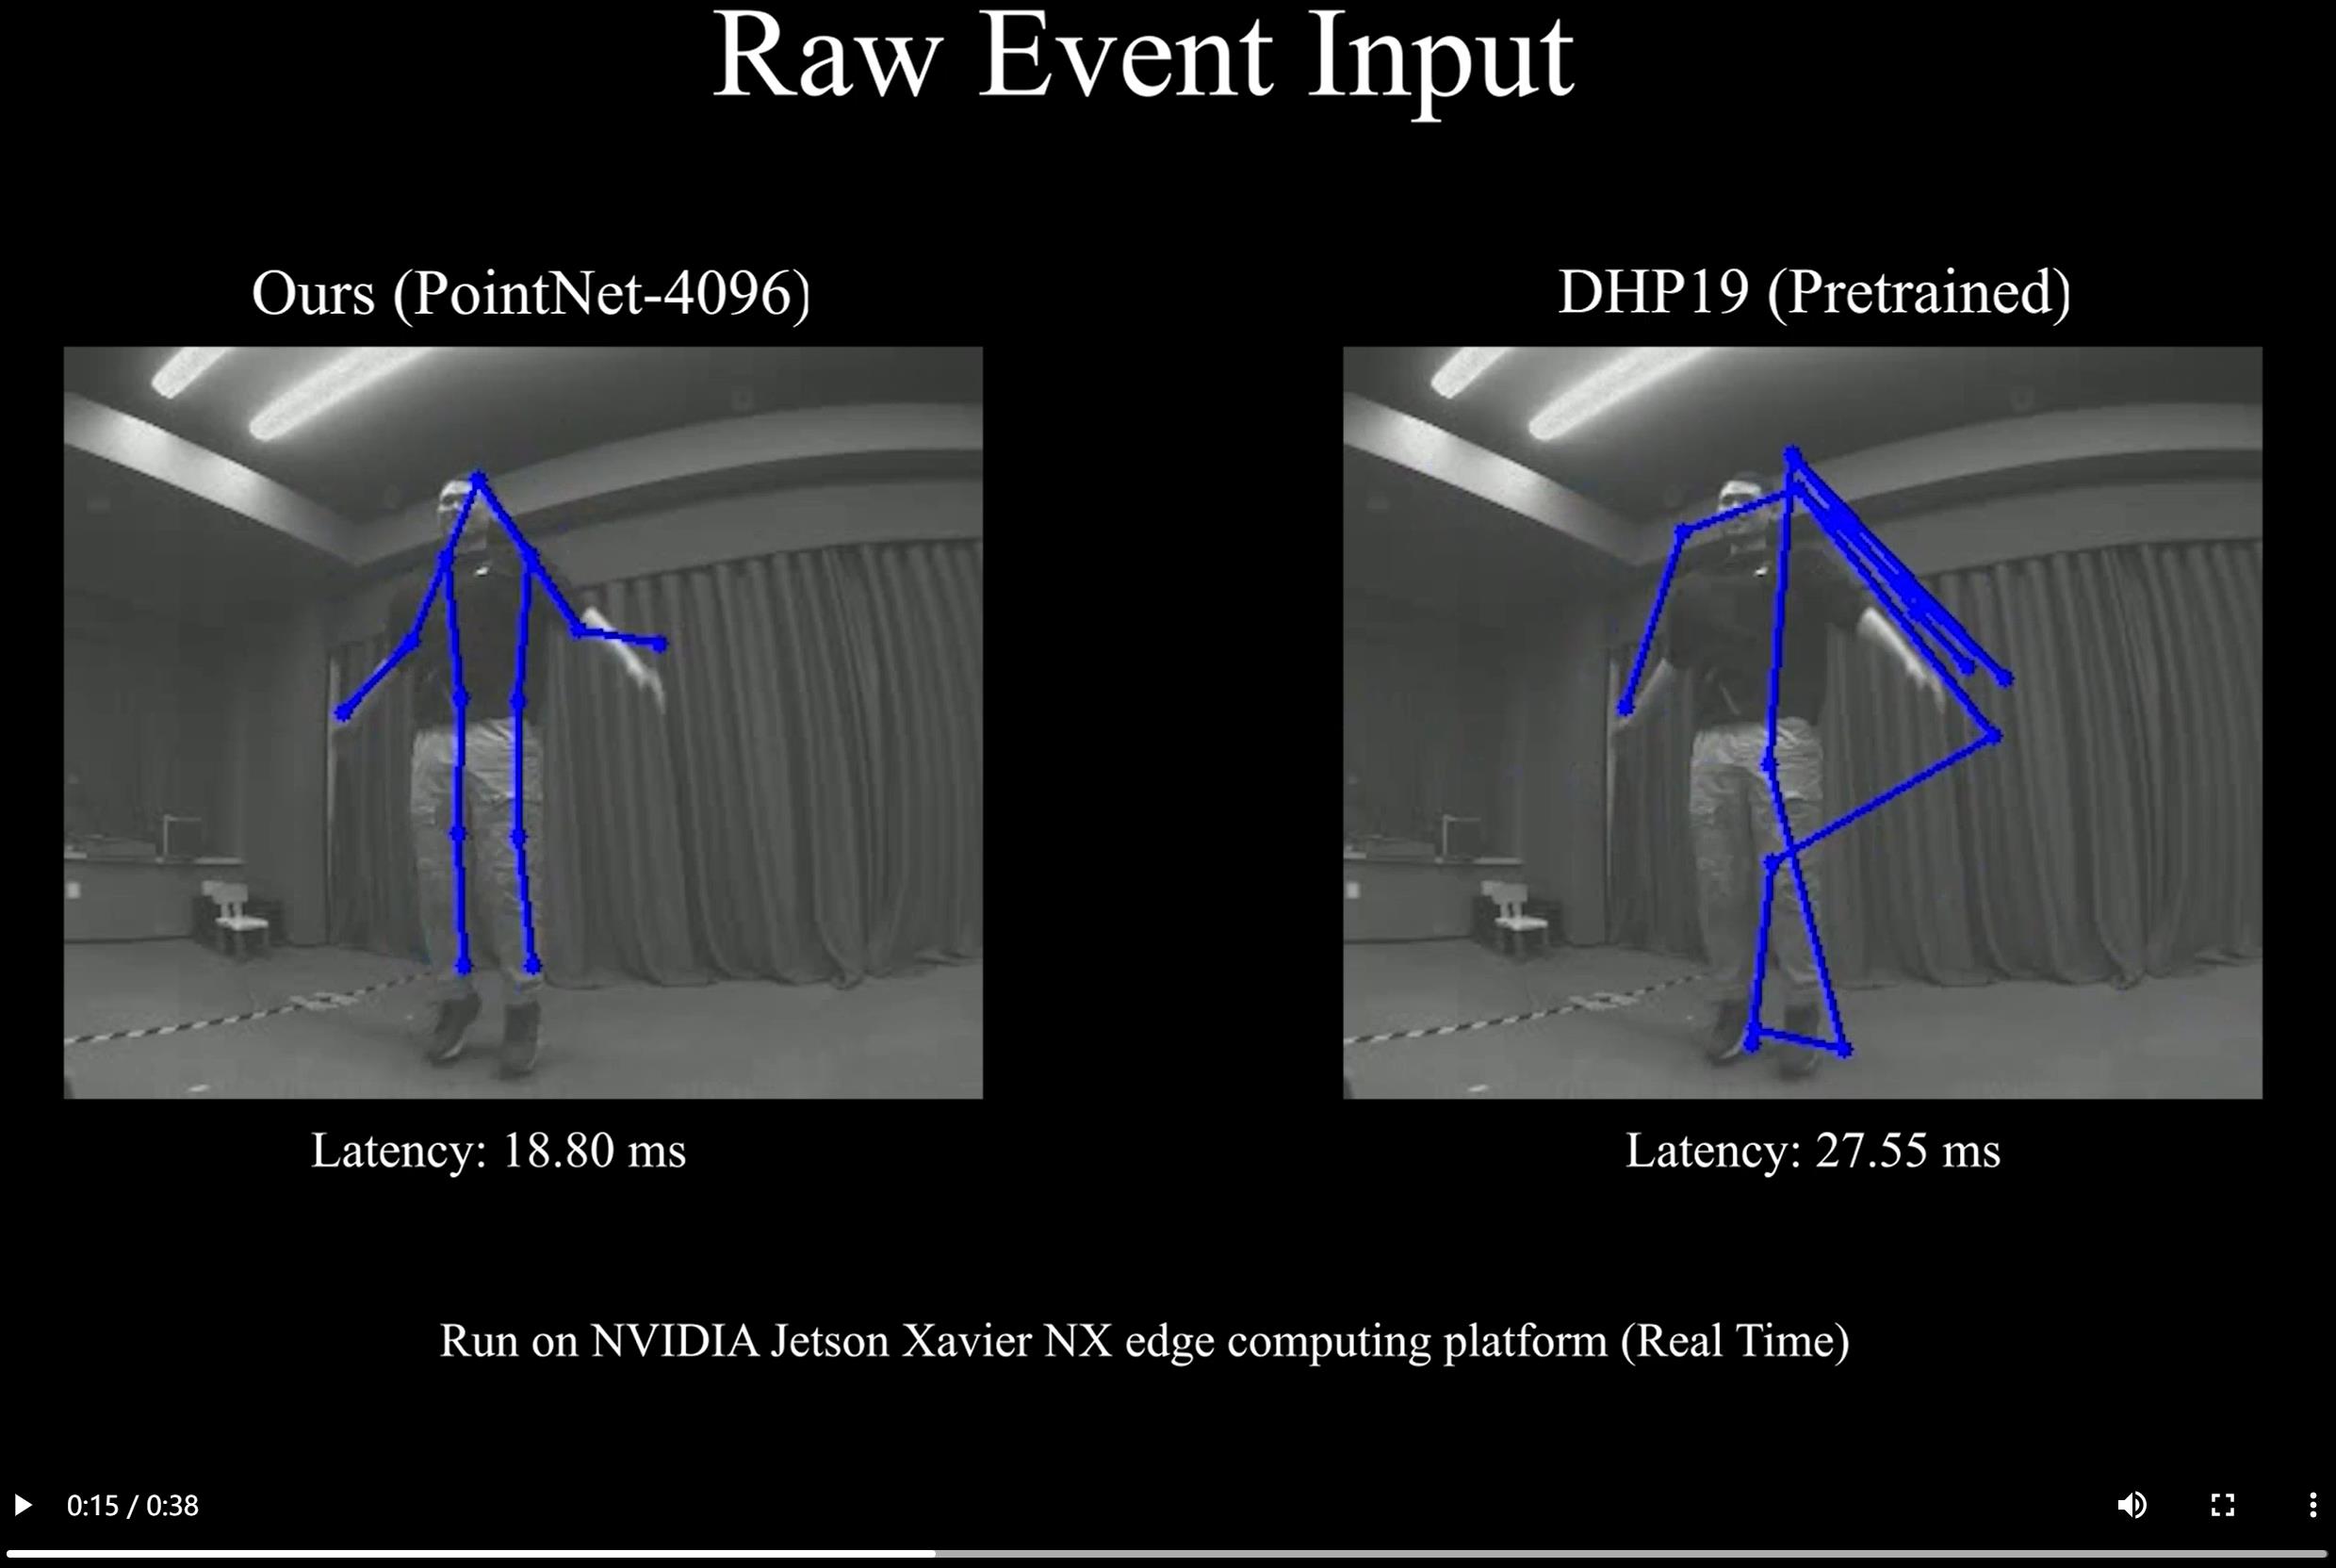 Raw Event Input
Ours (PointNet-4096)
DHP19 (Pretrained)
Latency: 18.80 ms
Latency: 27.55 ms
Run on NVIDIA Jetson Xavier NX edge computing platform (Real Time)
0:15 / 0:38